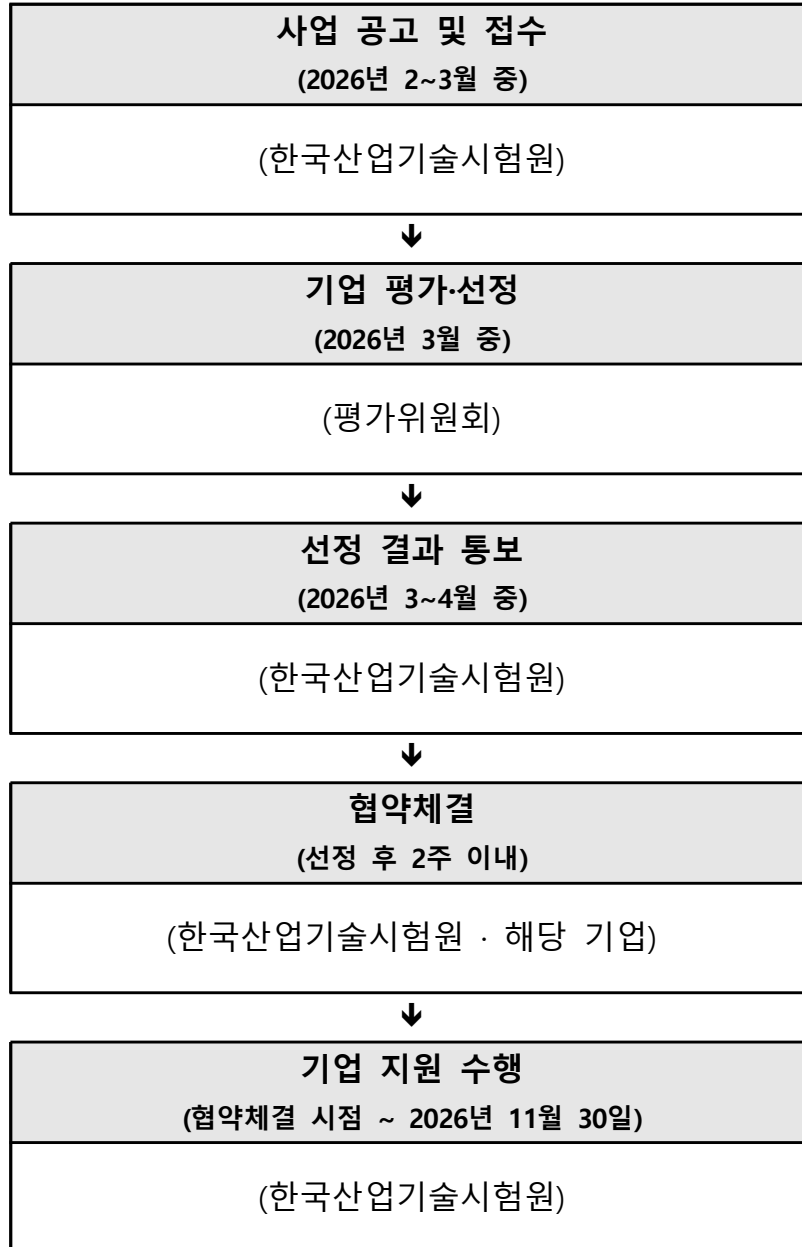 사업 공고 및 접수
(2026년 2~3월 중)
(한국산업기술시험원)
🡻
기업 평가·선정
(2026년 3월 중)
(평가위원회)
🡻
선정 결과 통보
(2026년 3~4월 중)
(한국산업기술시험원)
🡻
협약체결
(선정 후 2주 이내)
(한국산업기술시험원 · 해당 기업)
🡻
기업 지원 수행
(협약체결 시점 ~ 2026년 11월 30일)
(한국산업기술시험원)